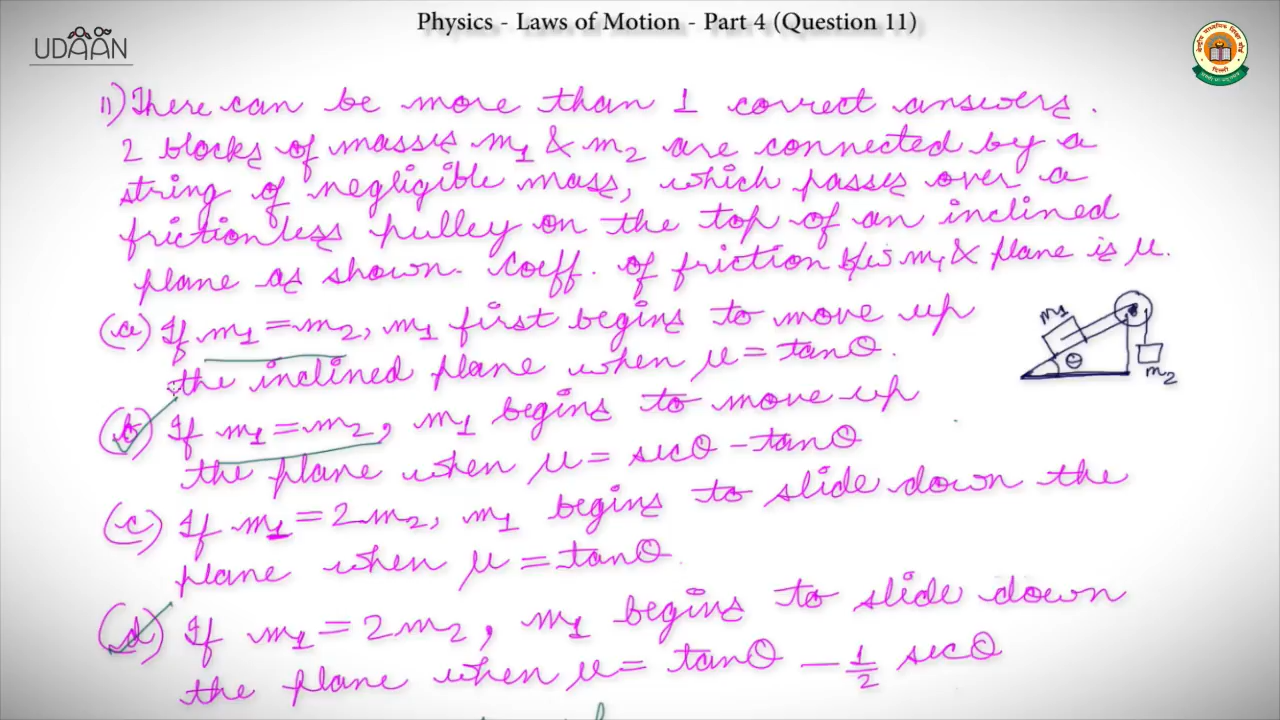 Physics - Laws of Motion - Part 4 (Question 11)
UDAAN
11) There can be more than 1 correct answers.
2 blocks of masses m1 & m2 are connected by a
string of negligible mass, which passes over a
frictionless pulley on the top of an inclined
plane as shown. Coeff. of friction b/w m1 & plane is μ.
(a) If m1 = m2, m1 first begins to move up
the inclined plane when μ = tanθ.
(b) If m1 = m2, m1 begins to move up
the plane when μ = secθ - tanθ
(c) If m1 = 2m2, m1 begins to slide down the
plane when μ = tanθ.
(d) If m1 = 2m2, m1 begins to slide down
the plane when μ = tanθ - 1/2 secθ
m1
θ
m2